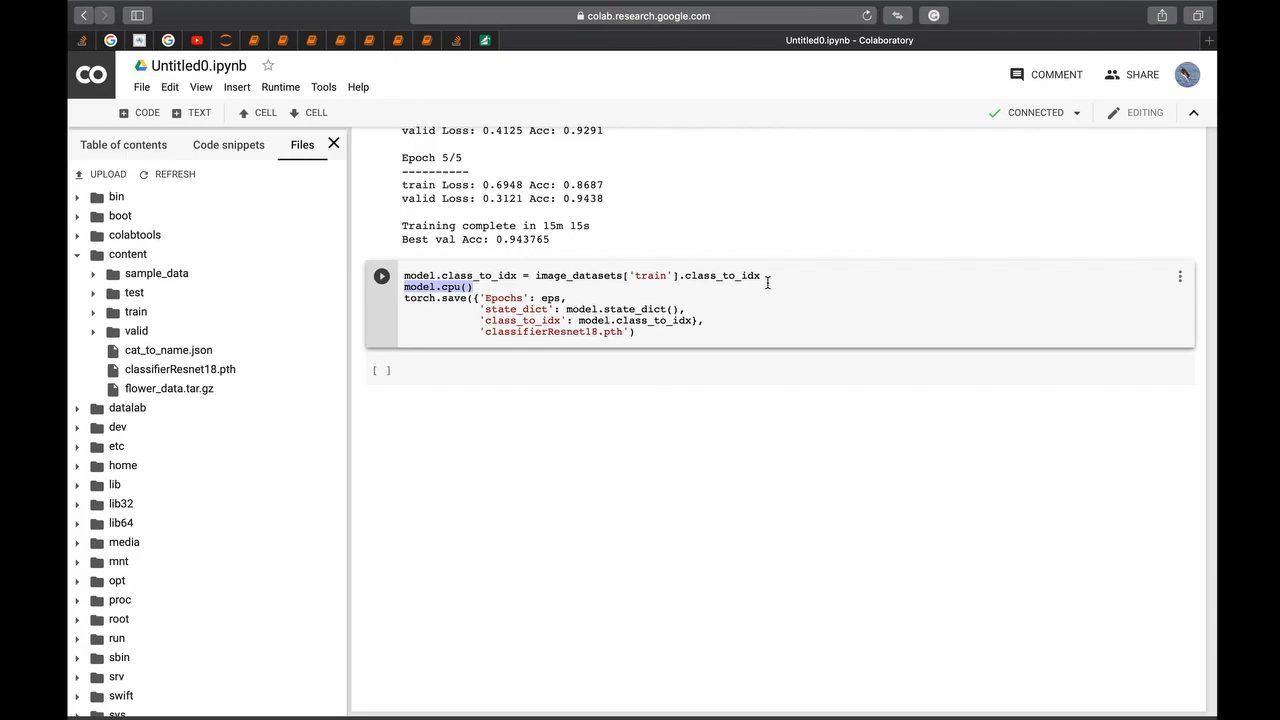 colab.research.google.com
Untitled0.ipynb - Colaboratory
CO
Untitled0.ipynb
COMMENT
SHARE
File Edit View Insert Runtime Tools Help
CODE TEXT CELL CELL
CONNECTED
EDITING
Table of contents Code snippets Files
UPLOAD REFRESH
bin
boot
colabtools
content
sample_data
test
train
valid
cat_to_name.json
classifierResnet18.pth
flower_data.tar.gz
datalab
dev
etc
home
lib
lib32
lib64
media
mnt
opt
proc
root
run
sbin
srv
swift
sys
valid Loss: 0.4125 Acc: 0.9291
Epoch 5/5
----------
train Loss: 0.6948 Acc: 0.8687
valid Loss: 0.3121 Acc: 0.9438
Training complete in 15m 15s
Best val Acc: 0.943765
model.class_to_idx = image_datasets['train'].class_to_idx
model.cpu()
torch.save({'Epochs': eps,
'state_dict': model.state_dict(),
'class_to_idx': model.class_to_idx},
'classifierResnet18.pth')
[ ]